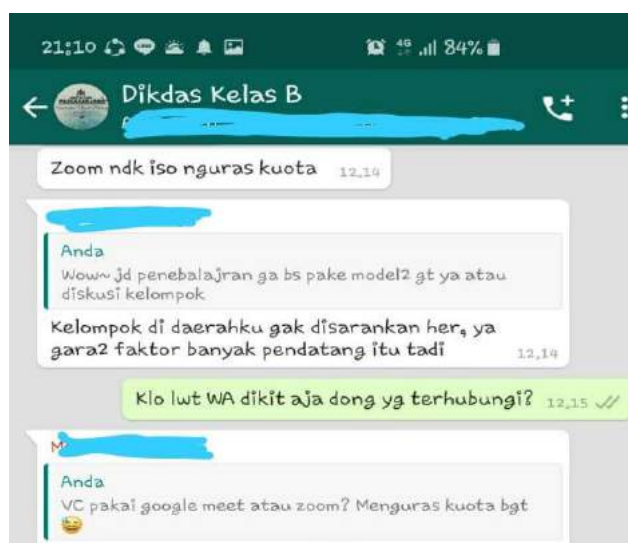 21:10
4G 84%
Dikdas Kelas B
Zoom ndk iso nguras kuota 12.14
Anda
Wow~ jd penebalajran ga bs pake model2 gt ya atau
diskusi kelompok
Kelompok di daerahku gak disarankan her, ya
gara2 faktor banyak pendatang itu tadi 12.14
Klo lwt WA dikit aja dong yg terhubungi? 12.15
Anda
VC pakai google meet atau zoom? Menguras kuota bgt
😅